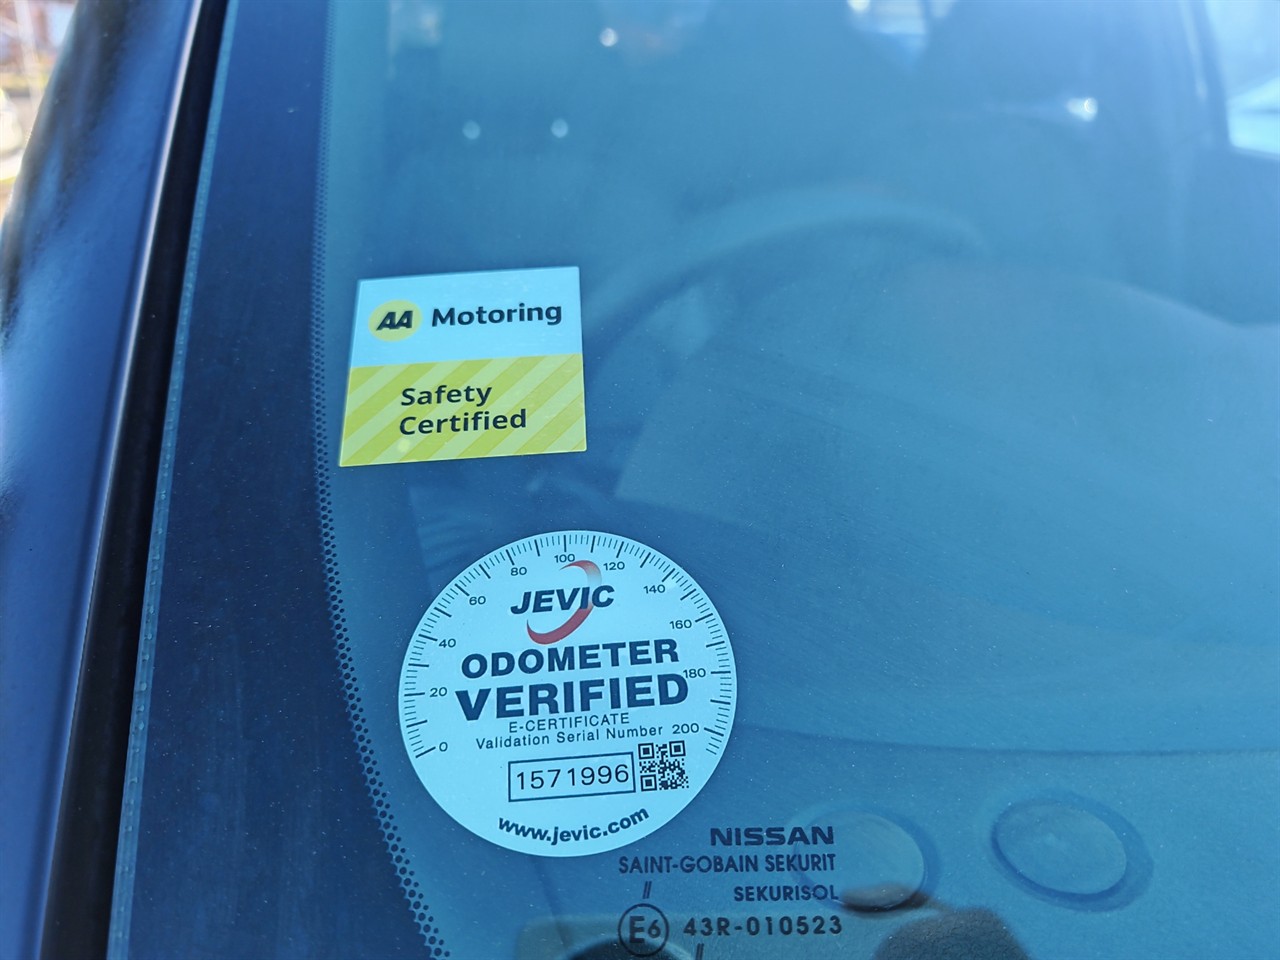 AA Motoring
Safety
Certified
0
20
40
60
80
100
120
140
160
180
200
JEVIC
ODOMETER
VERIFIED
E-CERTIFICATE
Validation Serial Number
1571996
www.jevic.com
NISSAN
SAINT-GOBAIN SEKURIT
//
SEKURISOL
E6 43R-010523
//